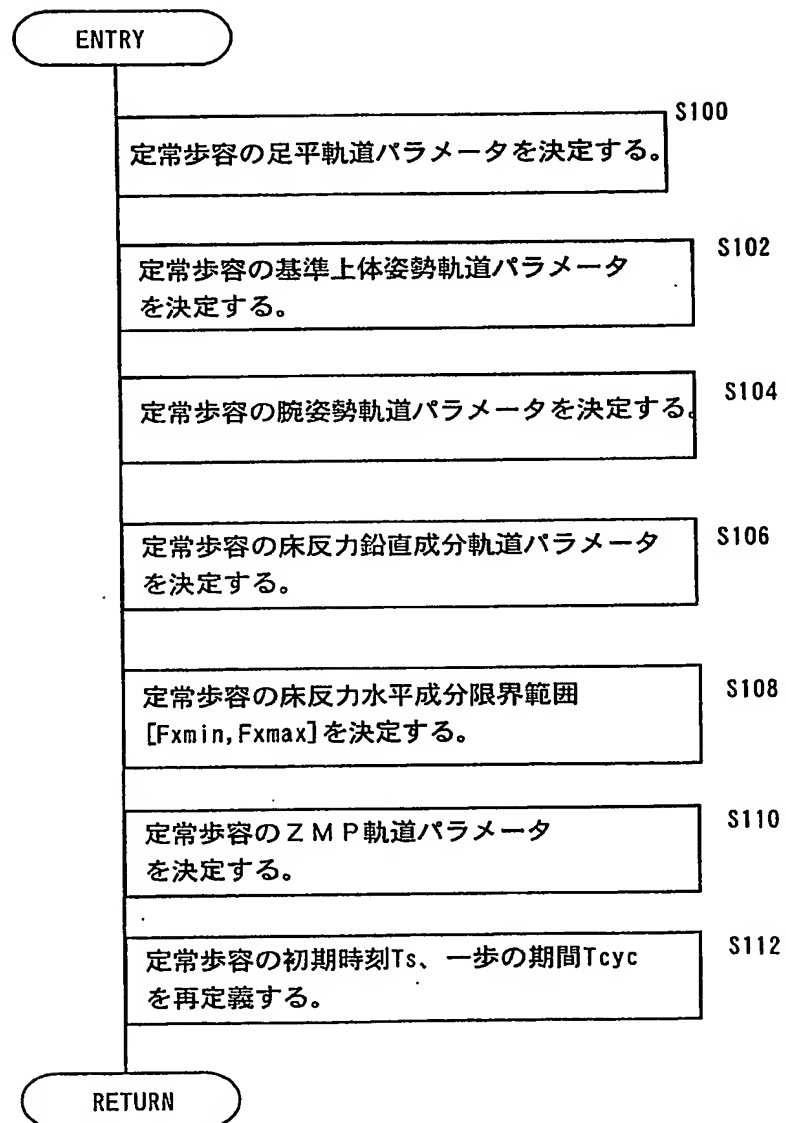 ENTRY
S100
定常歩容の足平軌道パラメータを決定する。
S102
定常歩容の基準上体姿勢軌道パラメータ
を決定する。
S104
定常歩容の腕姿勢軌道パラメータを決定する。
S106
定常歩容の床反力鉛直成分軌道パラメータ
を決定する。
S108
定常歩容の床反力水平成分限界範囲
[Fxmin,Fxmax]を決定する。
S110
定常歩容のＺＭＰ軌道パラメータ
を決定する。
S112
定常歩容の初期時刻Ts、一歩の期間Tcyc
を再定義する。
RETURN